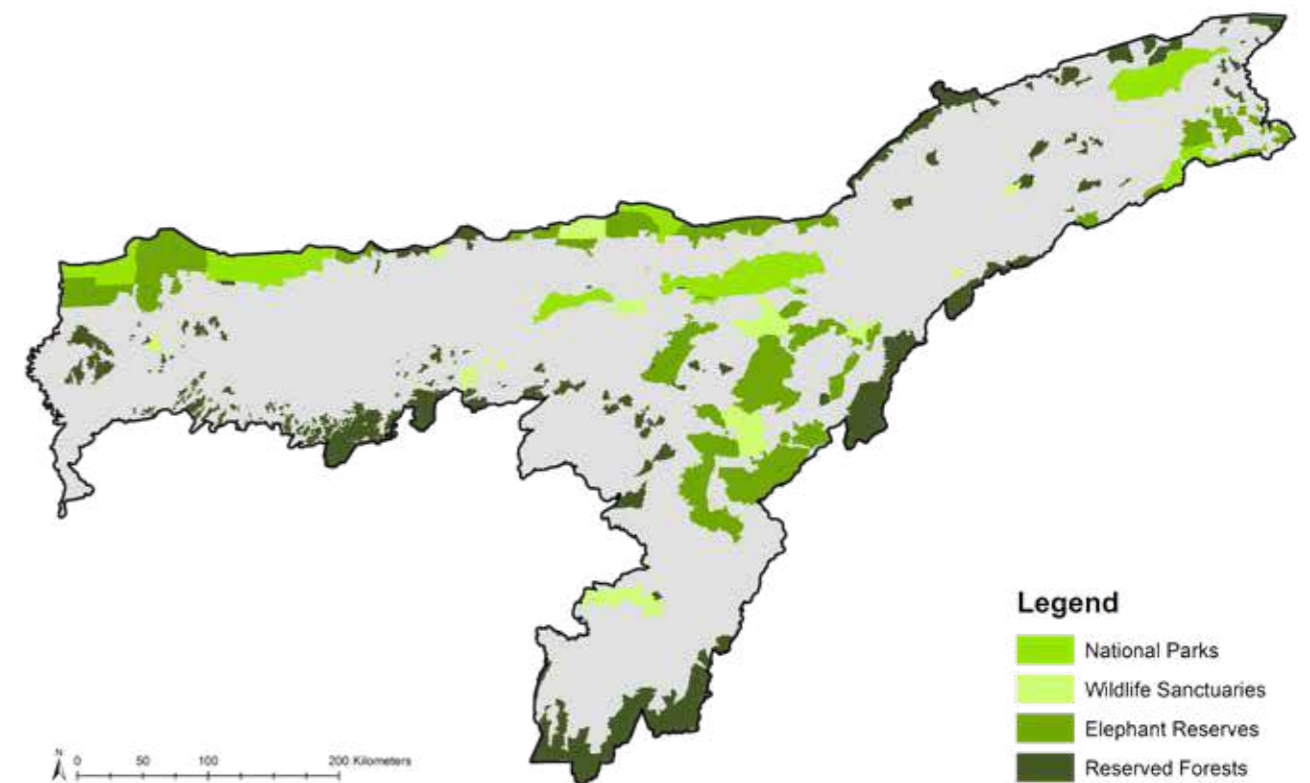 Legend
National Parks
Wildlife Sanctuaries
Elephant Reserves
Reserved Forests
N
0 50 100 200 Kilometers